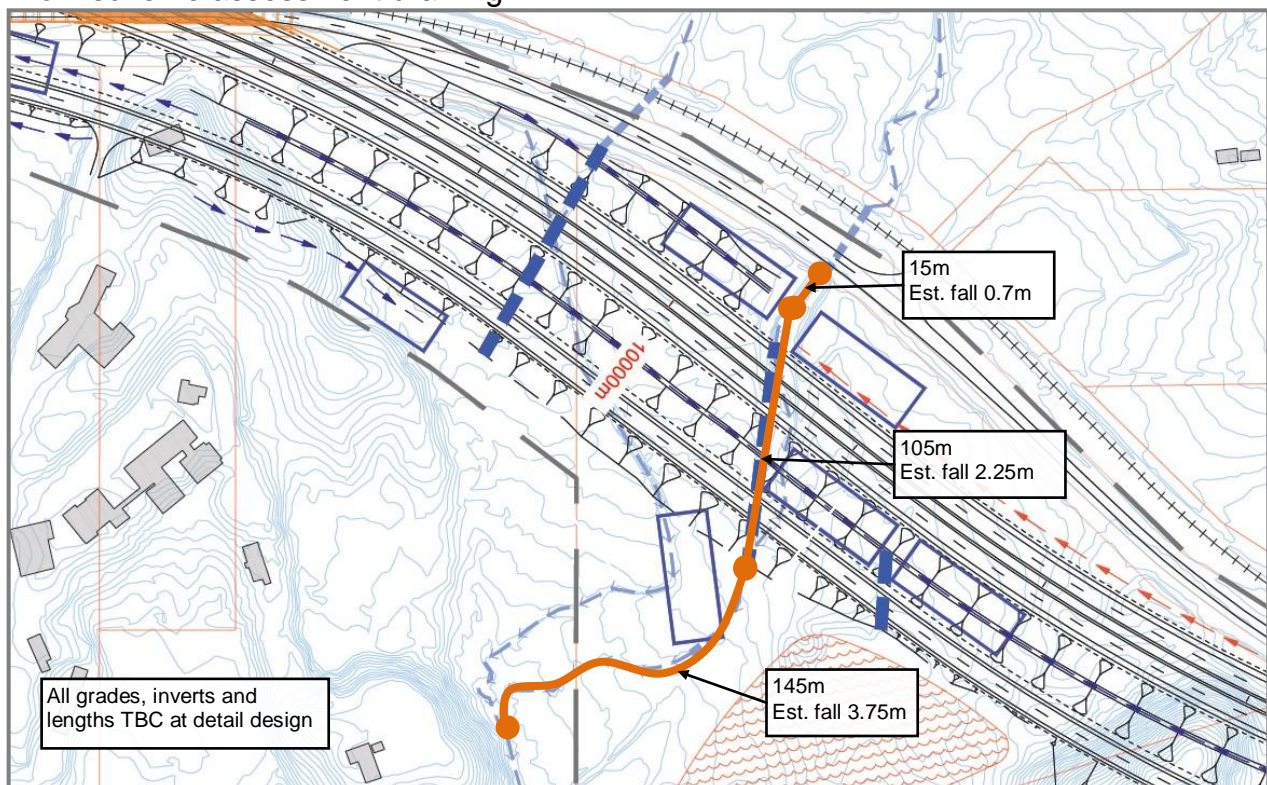 15m
Est. fall 0.7m
10000m
105m
Est. fall 2.25m
145m
Est. fall 3.75m
All grades, inverts and
lengths TBC at detail design